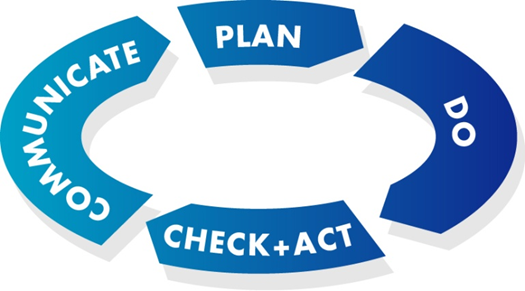 PLAN
DO
CHECK+ACT
COMMUNICATE